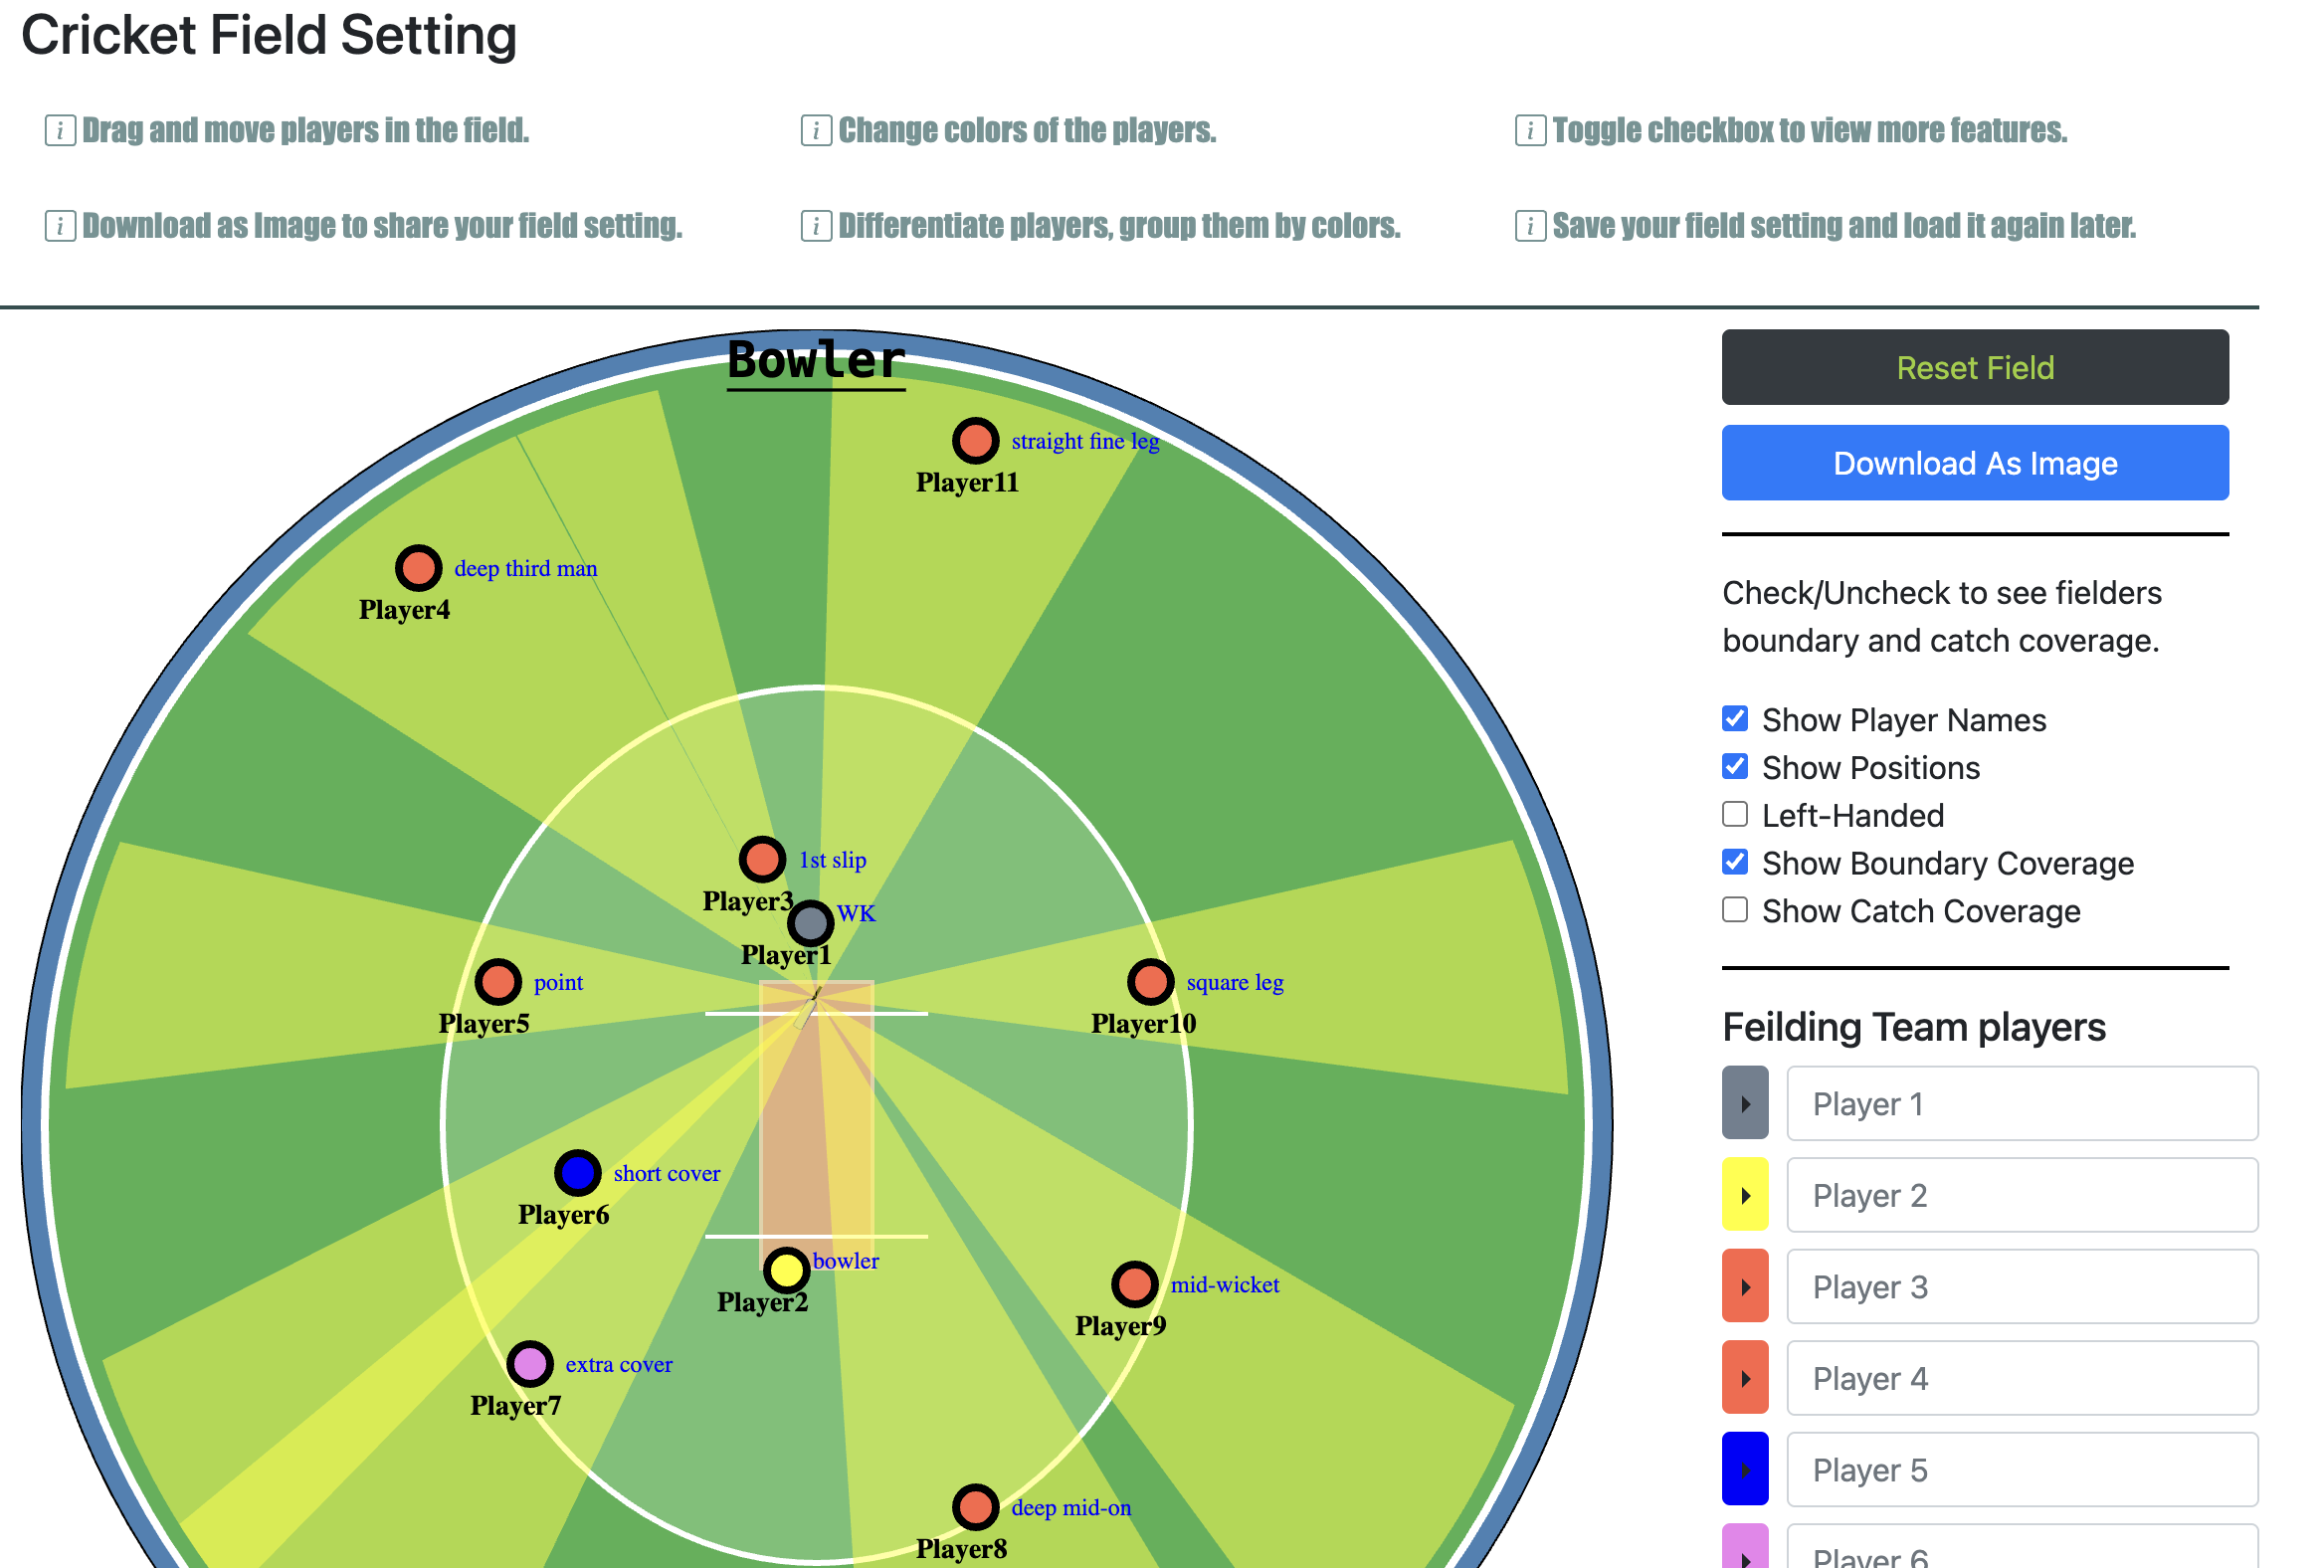 Cricket Field Setting
i Drag and move players in the field.
i Change colors of the players.
i Toggle checkbox to view more features.
i Download as Image to share your field setting.
i Differentiate players, group them by colors.
i Save your field setting and load it again later.
Bowler
straight fine leg
Player11
deep third man
Player4
1st slip
Player3
WK
Player1
point
Player5
square leg
Player10
short cover
Player6
bowler
Player2
mid-wicket
Player9
extra cover
Player7
deep mid-on
Player8
Reset Field
Download As Image
Check/Uncheck to see fielders
boundary and catch coverage.
Show Player Names
Show Positions
Left-Handed
Show Boundary Coverage
Show Catch Coverage
Feilding Team players
Player 1
Player 2
Player 3
Player 4
Player 5
Player 6